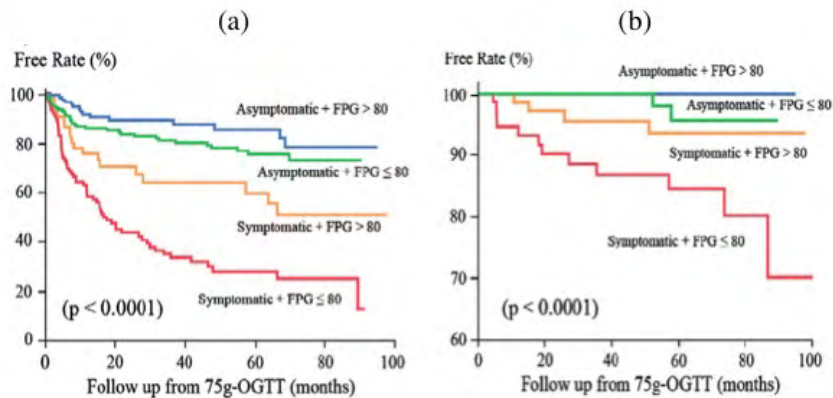 (a)
Free Rate (%)
100
80
60
40
20
0
Asymptomatic + FPG > 80
Asymptomatic + FPG ≤ 80
Symptomatic + FPG > 80
Symptomatic + FPG ≤ 80
(p < 0.0001)
0 20 40 60 80 100
Follow up from 75g-OGTT (months)
(b)
Free Rate (%)
100
90
80
70
60
Asymptomatic + FPG > 80
Asymptomatic + FPG ≤ 80
Symptomatic + FPG > 80
Symptomatic + FPG ≤ 80
(p < 0.0001)
0 20 40 60 80 100
Follow up from 75g-OGTT (months)